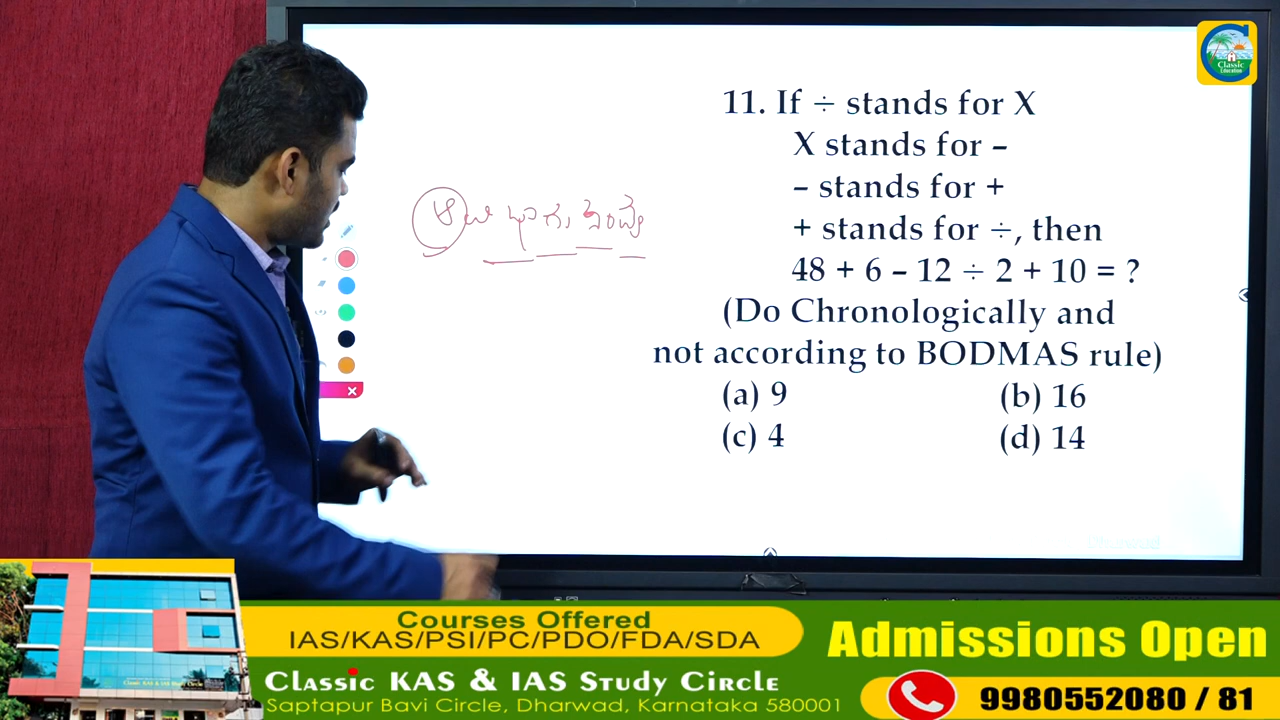 Classic
Education
11. If ÷ stands for X
X stands for –
– stands for +
+ stands for ÷, then
48 + 6 – 12 ÷ 2 + 10 = ?
(Do Chronologically and
not according to BODMAS rule)
(a) 9 (b) 16
(c) 4 (d) 14
Dharwad
Courses Offered
IAS/KAS/PSI/PC/PDO/FDA/SDA
Classic KAS & IAS Study Circle
Saptapur Bavi Circle, Dharwad, Karnataka 580001
Admissions Open
9980552080 / 81